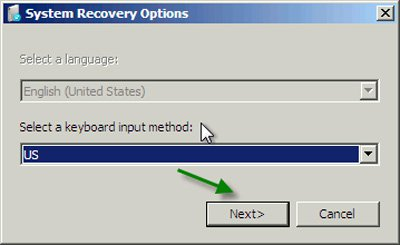 System Recovery Options
Select a language:
English (United States)
Select a keyboard input method:
US
Next> Cancel